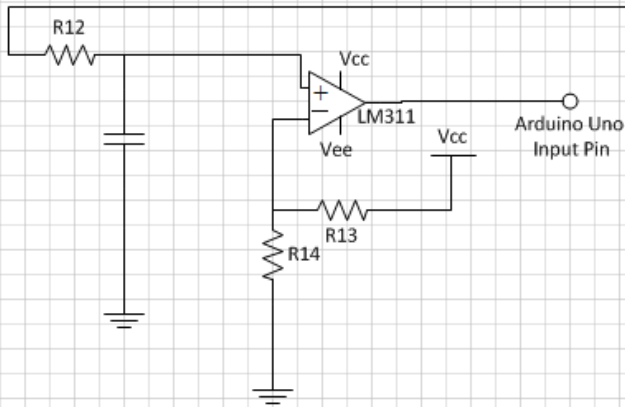 R12
Vcc
+
−
LM311
Vee
Arduino Uno
Input Pin
Vcc
R13
R14